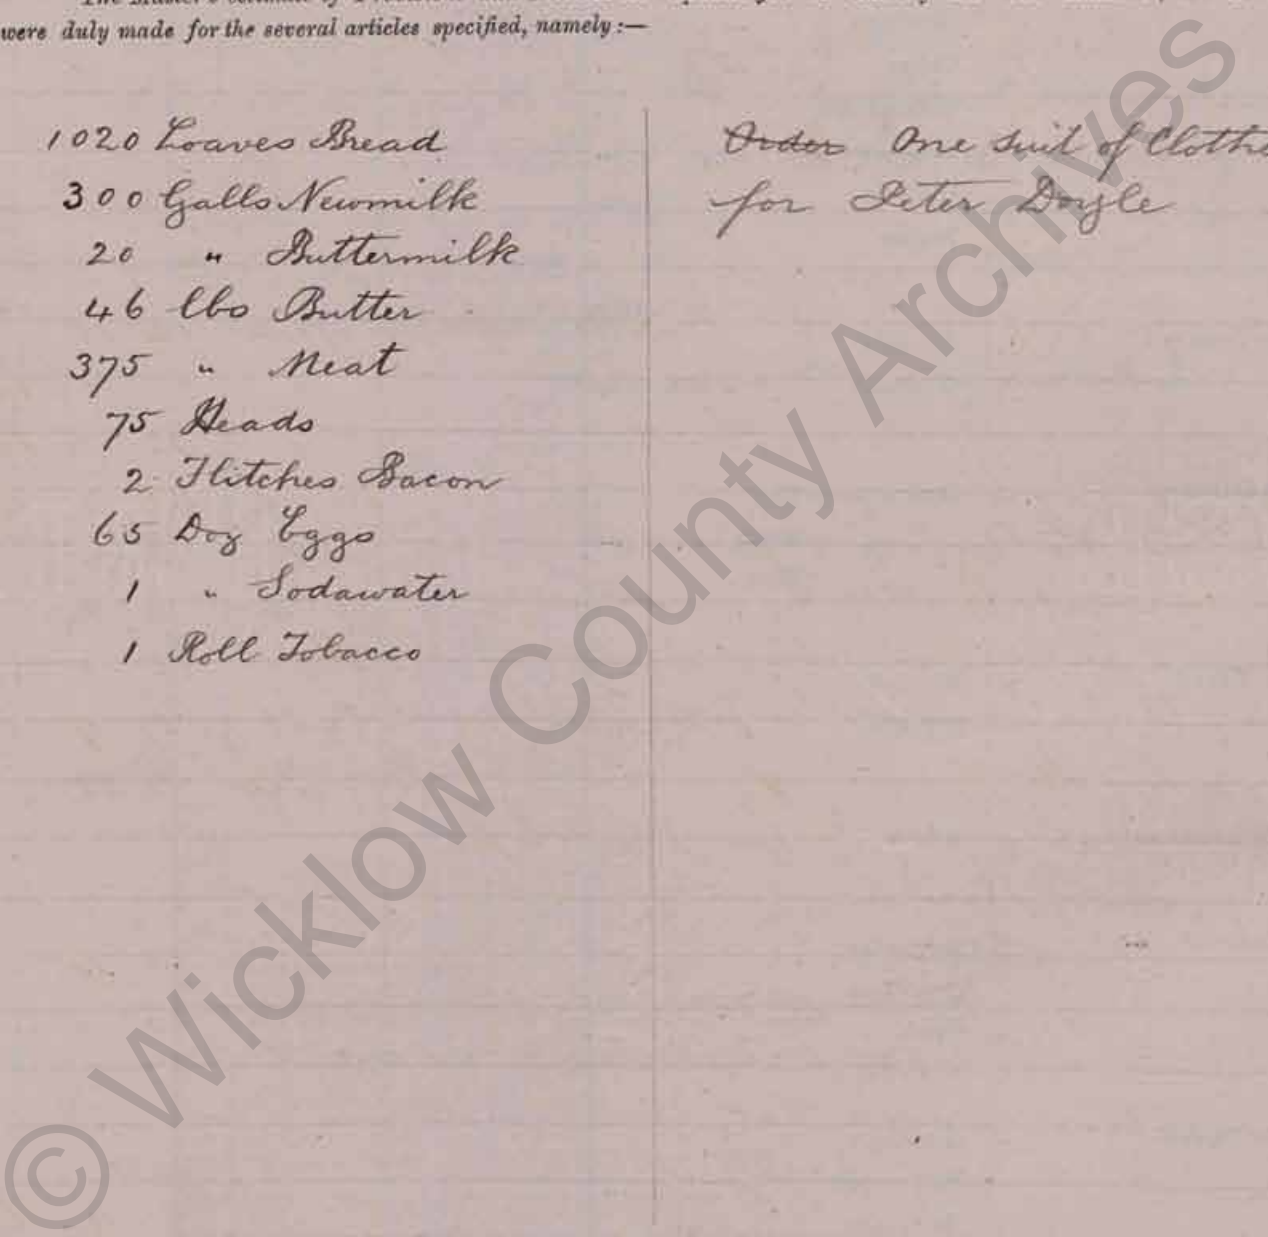 were duly made for the several articles specified, namely :—
1020 Loaves Bread
300 Galls Newmilk
20 " Buttermilk
46 lbs Butter
375 " Meat
75 Heads
2 Flitches Bacon
65 Doz Eggs
1 " Sodawater
1 Roll Tobacco
Order One suit of Clothe
for Peter Doyle
© Wicklow County Archives